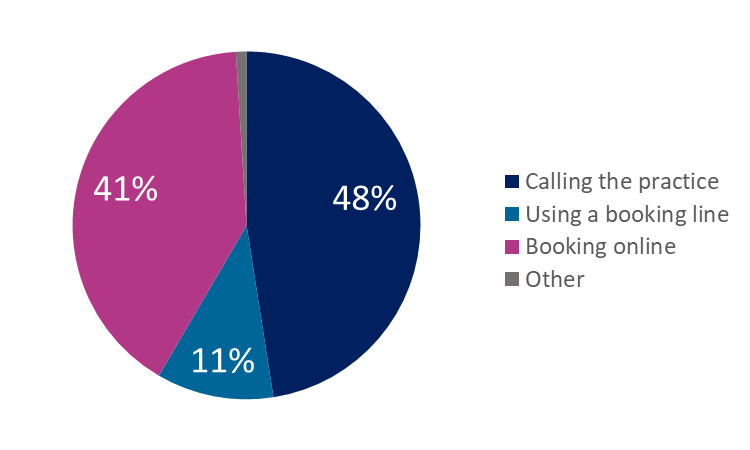 41%
48%
11%
Calling the practice
Using a booking line
Booking online
Other